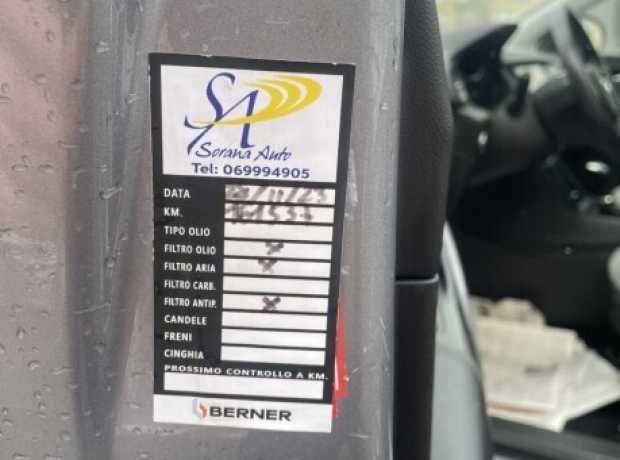 SA
Sorana Auto
Tel: 069994905
DATA
KM.
TIPO OLIO
FILTRO OLIO x
FILTRO ARIA x
FILTRO CARB.
FILTRO ANTIP. x
CANDELE
FRENI
CINGHIA
PROSSIMO CONTROLLO A KM.
BERNER